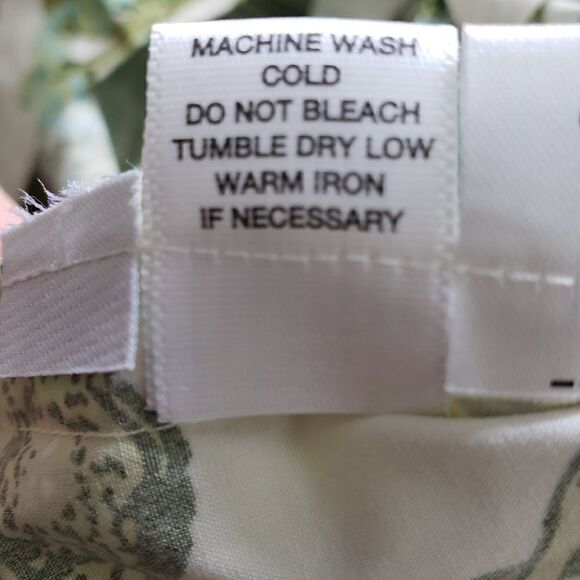 MACHINE WASH
COLD
DO NOT BLEACH
TUMBLE DRY LOW
WARM IRON
IF NECESSARY